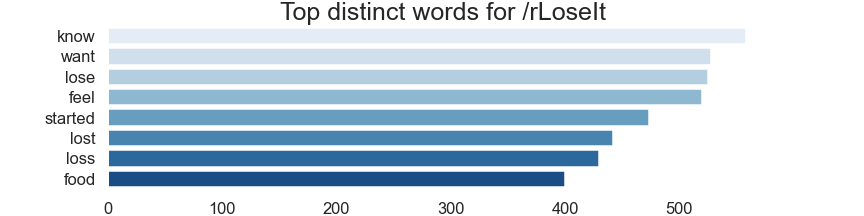 Top distinct words for /rLoseIt
know
want
lose
feel
started
lost
loss
food
0 100 200 300 400 500